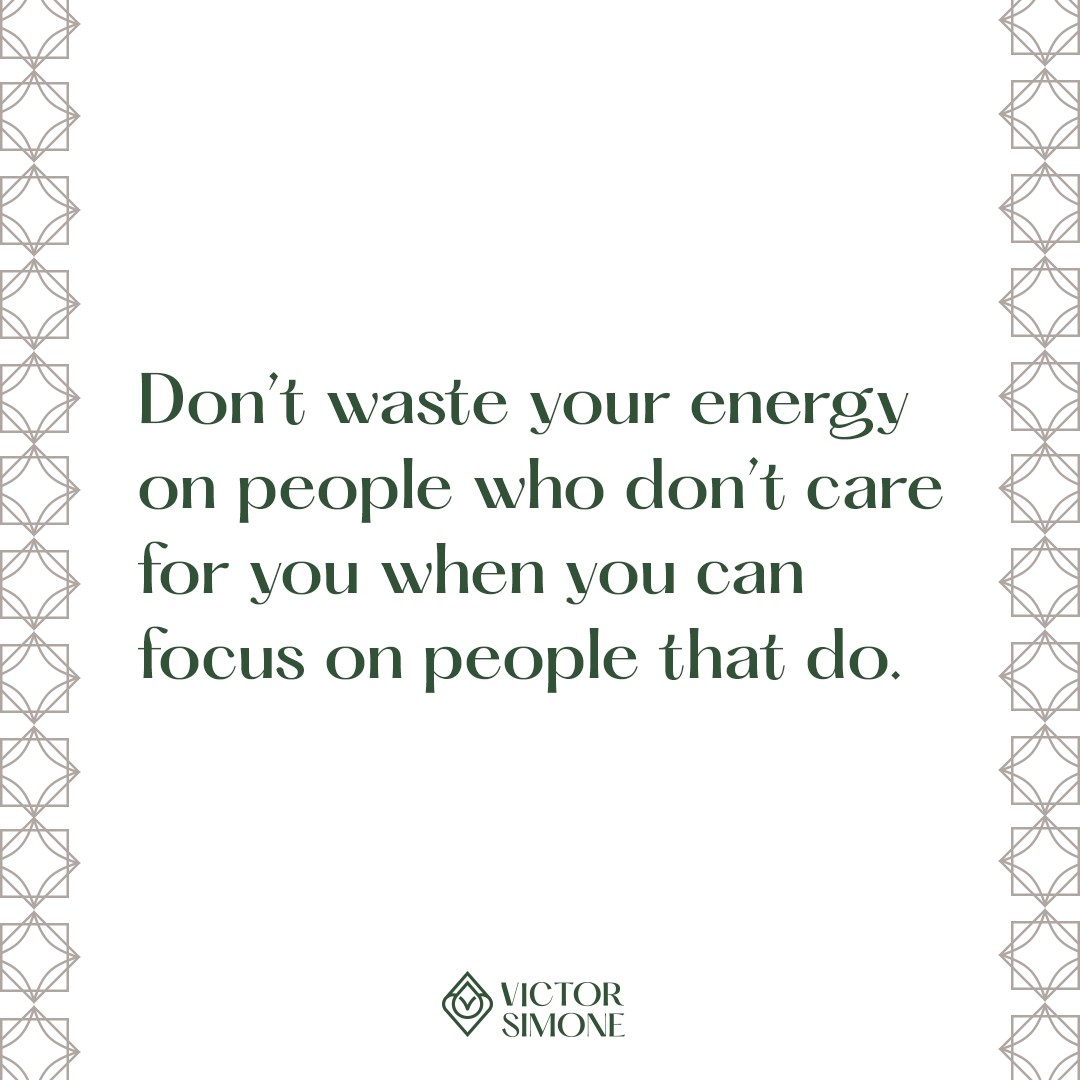 Don’t waste your energy
on people who don’t care
for you when you can
focus on people that do.
VICTOR
SIMONE